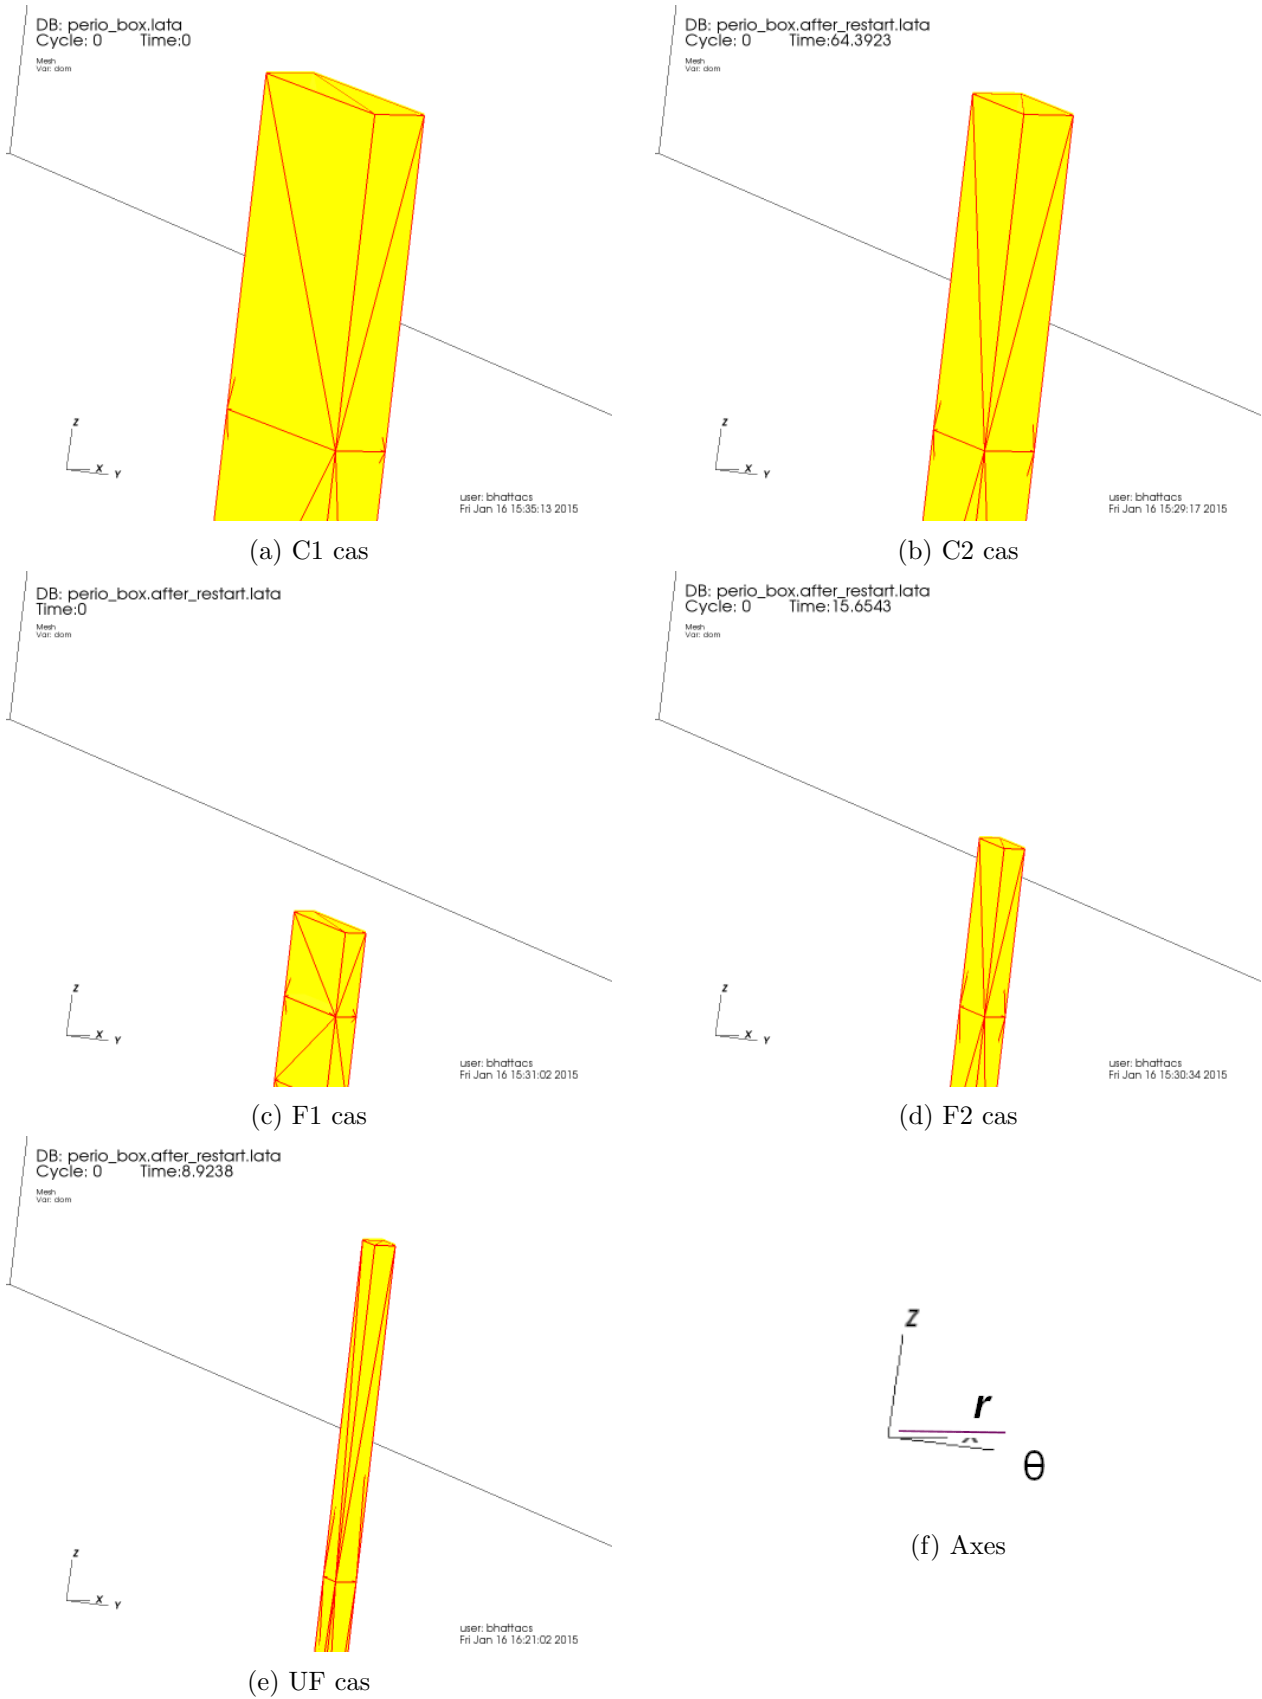 DB: perio_box.lata
Cycle: 0 Time:0
Mesh
Var: dom
Z
X
Y
user: bhattacs
Fri Jan 16 15:35:13 2015
(a) C1 cas
DB: perio_box.after_restart.lata
Cycle: 0 Time:64.3923
Mesh
Var: dom
Z
X
Y
user: bhattacs
Fri Jan 16 15:29:17 2015
(b) C2 cas
DB: perio_box.after_restart.lata
Time:0
Mesh
Var: dom
Z
X
Y
user: bhattacs
Fri Jan 16 15:31:02 2015
(c) F1 cas
DB: perio_box.after_restart.lata
Cycle: 0 Time:15.6543
Mesh
Var: dom
Z
X
Y
user: bhattacs
Fri Jan 16 15:30:34 2015
(d) F2 cas
DB: perio_box.after_restart.lata
Cycle: 0 Time:8.9238
Mesh
Var: dom
Z
X
Y
user: bhattacs
Fri Jan 16 16:21:02 2015
(e) UF cas
z
r
θ
(f) Axes